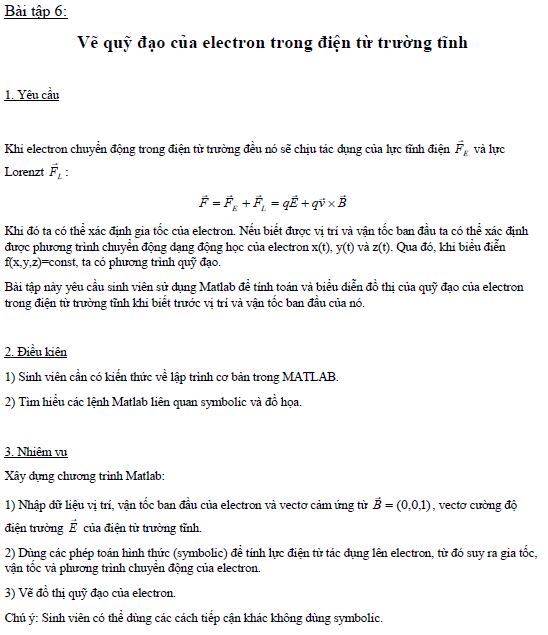 Bài tập 6:
Vẽ quỹ đạo của electron trong điện từ trường tĩnh
1. Yêu cầu
Khi electron chuyển động trong điện từ trường đều nó sẽ chịu tác dụng của lực tĩnh điện F⃗_E và lực
Lorenzt F⃗_L :
F⃗ = F⃗_E + F⃗_L = qE⃗ + qv⃗ × B⃗
Khi đó ta có thể xác định gia tốc của electron. Nếu biết được vị trí và vận tốc ban đầu ta có thể xác định
được phương trình chuyển động dạng động học của electron x(t), y(t) và z(t). Qua đó, khi biểu diễn
f(x,y,z)=const, ta có phương trình quỹ đạo.
Bài tập này yêu cầu sinh viên sử dụng Matlab để tính toán và biểu diễn đồ thị của quỹ đạo của electron
trong điện từ trường tĩnh khi biết trước vị trí và vận tốc ban đầu của nó.
2. Điều kiện
1) Sinh viên cần có kiến thức về lập trình cơ bản trong MATLAB.
2) Tìm hiểu các lệnh Matlab liên quan symbolic và đồ họa.
3. Nhiệm vụ
Xây dựng chương trình Matlab:
1) Nhập dữ liệu vị trí, vận tốc ban đầu của electron và vectơ cảm ứng từ B⃗ = (0,0,1) , vectơ cường độ
điện trường E⃗ của điện từ trường tĩnh.
2) Dùng các phép toán hình thức (symbolic) để tính lực điện từ tác dụng lên electron, từ đó suy ra gia tốc,
vận tốc và phương trình chuyển động của electron.
3) Vẽ đồ thị quỹ đạo của electron.
Chú ý: Sinh viên có thể dùng các cách tiếp cận khác không dùng symbolic.